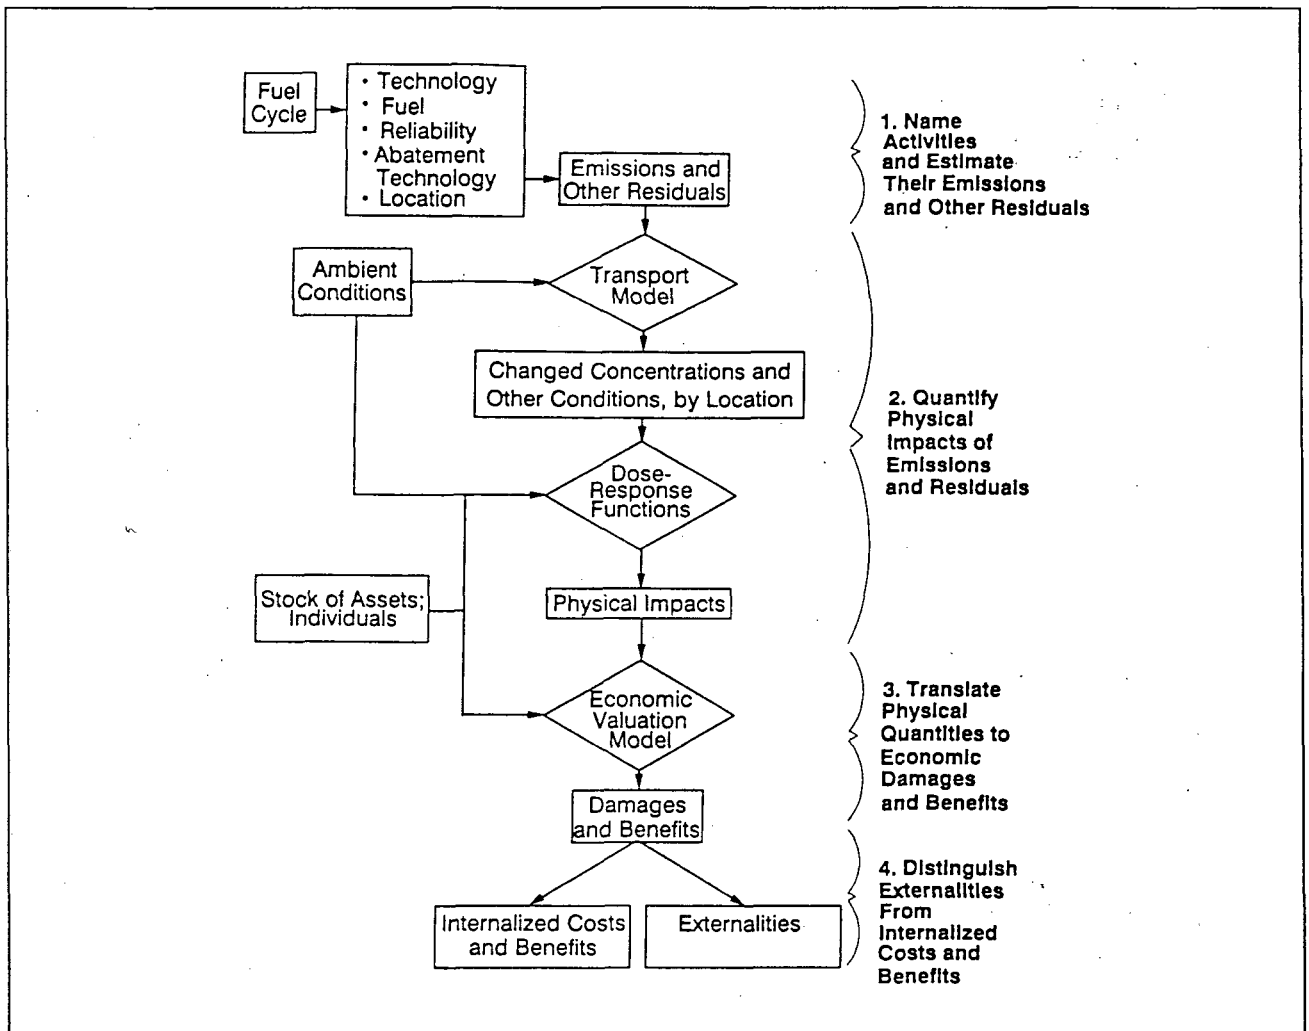 Fuel
Cycle
• Technology
• Fuel
• Reliability
• Abatement
Technology
• Location
Emissions and
Other Residuals
Ambient
Conditions
Transport
Model
Changed Concentrations and
Other Conditions, by Location
Dose-
Response
Functions
Stock of Assets;
Individuals
Physical Impacts
Economic
Valuation
Model
Damages
and Benefits
Internalized Costs
and Benefits
Externalities
1. Name
Activities
and Estimate
Their Emissions
and Other Residuals
2. Quantify
Physical
Impacts of
Emissions
and Residuals
3. Translate
Physical
Quantities to
Economic
Damages
and Benefits
4. Distinguish
Externalities
From
Internalized
Costs and
Benefits